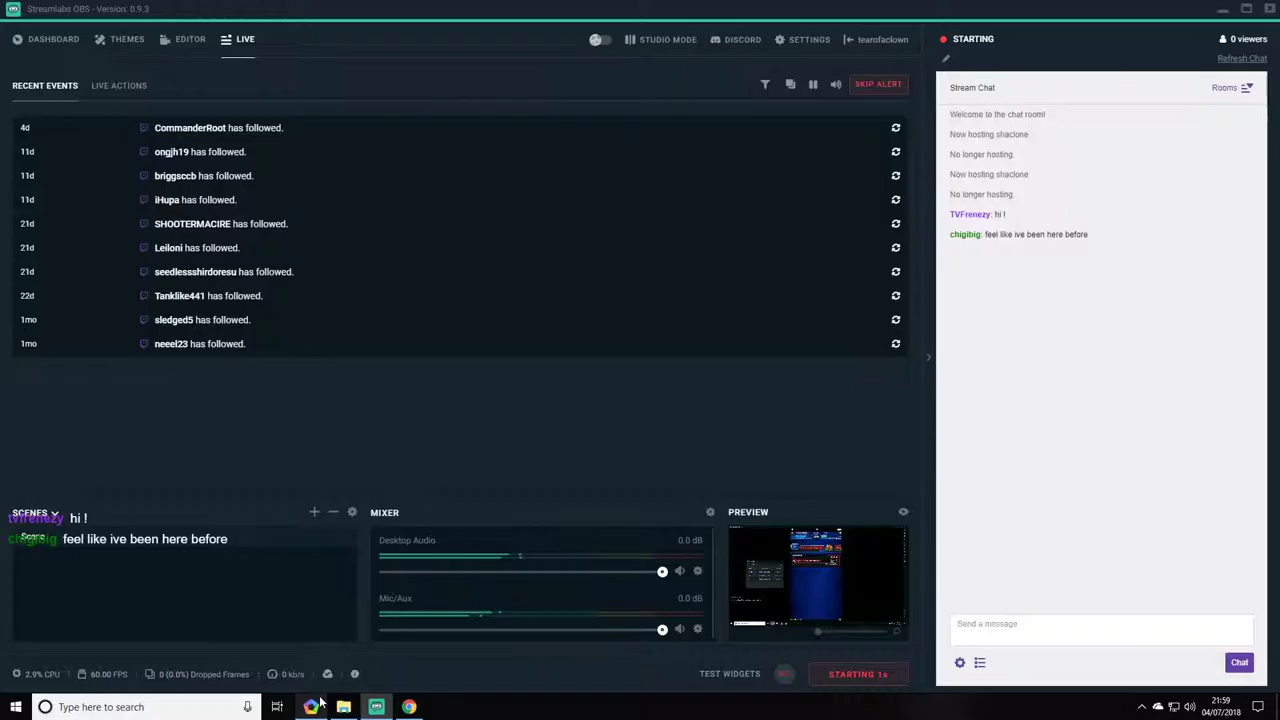 Streamlabs OBS - Version: 0.9.3
DASHBOARD THEMES EDITOR LIVE STUDIO MODE DISCORD SETTINGS tearofaclown
STARTING 0 viewers
Refresh Chat
RECENT EVENTS LIVE ACTIONS SKIP ALERT
Stream Chat Rooms
4d CommanderRoot has followed.
11d ongjh19 has followed.
11d briggsccb has followed.
11d iHupa has followed.
21d SHOOTERMACIRE has followed.
21d Leiloni has followed.
21d seedlessshirdoresu has followed.
22d Tanklike441 has followed.
1mo sledged5 has followed.
1mo neeel23 has followed.
Welcome to the chat room!
Now hosting shaclone
No longer hosting.
Now hosting shaclone
No longer hosting.
TVFrenezy: hi !
chigibig: feel like ive been here before
SCENES
tvfrenezy hi !
chigibig feel like ive been here before
MIXER
Desktop Audio 0.0 dB
Mic/Aux 0.0 dB
PREVIEW
Send a message
Chat
2.9% CPU 60.00 FPS 0 (0.0%) Dropped Frames 0 kb/s TEST WIDGETS REC STARTING 1s
Type here to search
21:59
04/07/2018